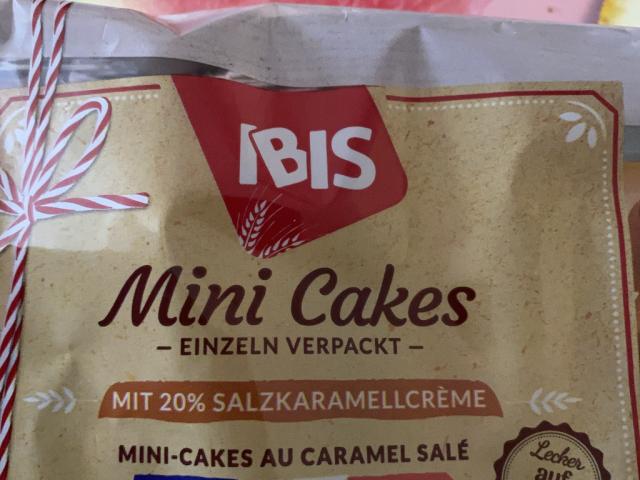 IBIS
Mini Cakes
– EINZELN VERPACKT –
MIT 20% SALZKARAMELLCRÈME
MINI-CAKES AU CARAMEL SALÉ
Lecker
auf